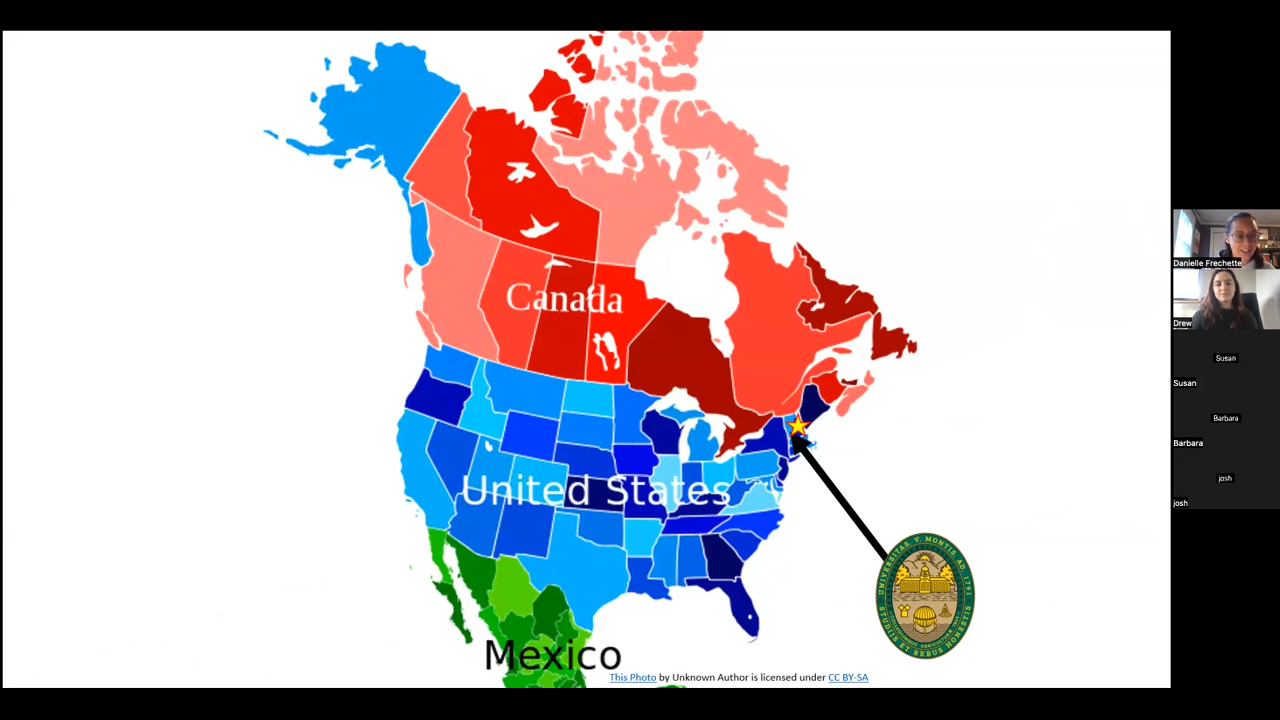 Canada
United States
Mexico
UNIVERSITAS V. MONTIS. AD. 1791
STUDIIS ET REBUS HONESTIS
This Photo by Unknown Author is licensed under CC BY-SA
Danielle Frechette
Drew
Susan
Susan
Barbara
Barbara
josh
josh